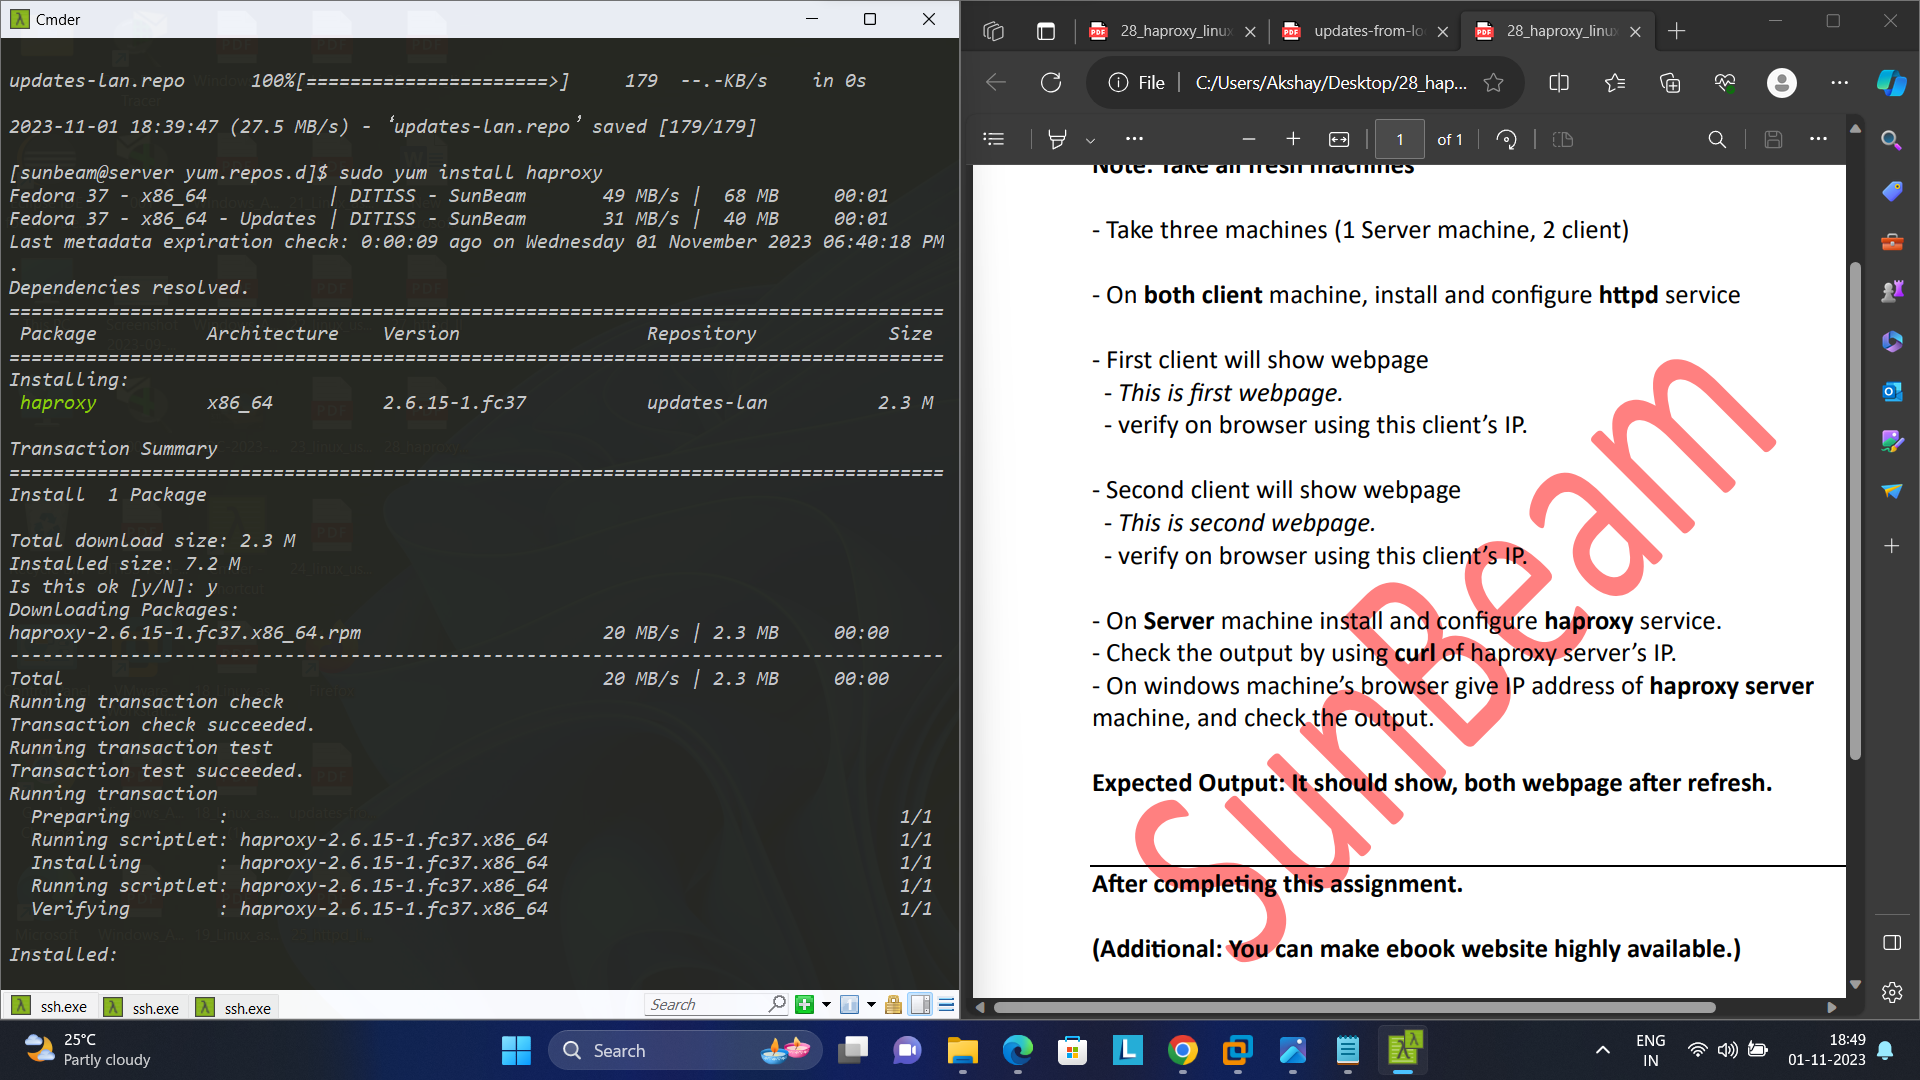 Cmder
updates-lan.repo 100%[======================>] 179 --.-KB/s in 0s
2023-11-01 18:39:47 (27.5 MB/s) - ‘updates-lan.repo’ saved [179/179]
[sunbeam@server yum.repos.d]$ sudo yum install haproxy
Fedora 37 - x86_64 | DITISS - SunBeam 49 MB/s | 68 MB 00:01
Fedora 37 - x86_64 - Updates | DITISS - SunBeam 31 MB/s | 40 MB 00:01
Last metadata expiration check: 0:00:09 ago on Wednesday 01 November 2023 06:40:18 PM
.
Dependencies resolved.
Package Architecture Version Repository Size
Installing:
haproxy x86_64 2.6.15-1.fc37 updates-lan 2.3 M
Transaction Summary
Install 1 Package
Total download size: 2.3 M
Installed size: 7.2 M
Is this ok [y/N]: y
Downloading Packages:
haproxy-2.6.15-1.fc37.x86_64.rpm 20 MB/s | 2.3 MB 00:00
Total 20 MB/s | 2.3 MB 00:00
Running transaction check
Transaction check succeeded.
Running transaction test
Transaction test succeeded.
Running transaction
Preparing : 1/1
Running scriptlet: haproxy-2.6.15-1.fc37.x86_64 1/1
Installing : haproxy-2.6.15-1.fc37.x86_64 1/1
Running scriptlet: haproxy-2.6.15-1.fc37.x86_64 1/1
Verifying : haproxy-2.6.15-1.fc37.x86_64 1/1
Installed:
ssh.exe ssh.exe ssh.exe Search
28_haproxy_linux updates-from-lo 28_haproxy_linux
File C:/Users/Akshay/Desktop/28_hap...
1 of 1
Note: Take all fresh machines
- Take three machines (1 Server machine, 2 client)
- On both client machine, install and configure httpd service
- First client will show webpage
- This is first webpage.
- verify on browser using this client’s IP.
- Second client will show webpage
- This is second webpage.
- verify on browser using this client’s IP.
- On Server machine install and configure haproxy service.
- Check the output by using curl of haproxy server’s IP.
- On windows machine’s browser give IP address of haproxy server
machine, and check the output.
Expected Output: It should show, both webpage after refresh.
After completing this assignment.
(Additional: You can make ebook website highly available.)
SunBeam
25°C
Partly cloudy
Search
ENG
IN
18:49
01-11-2023